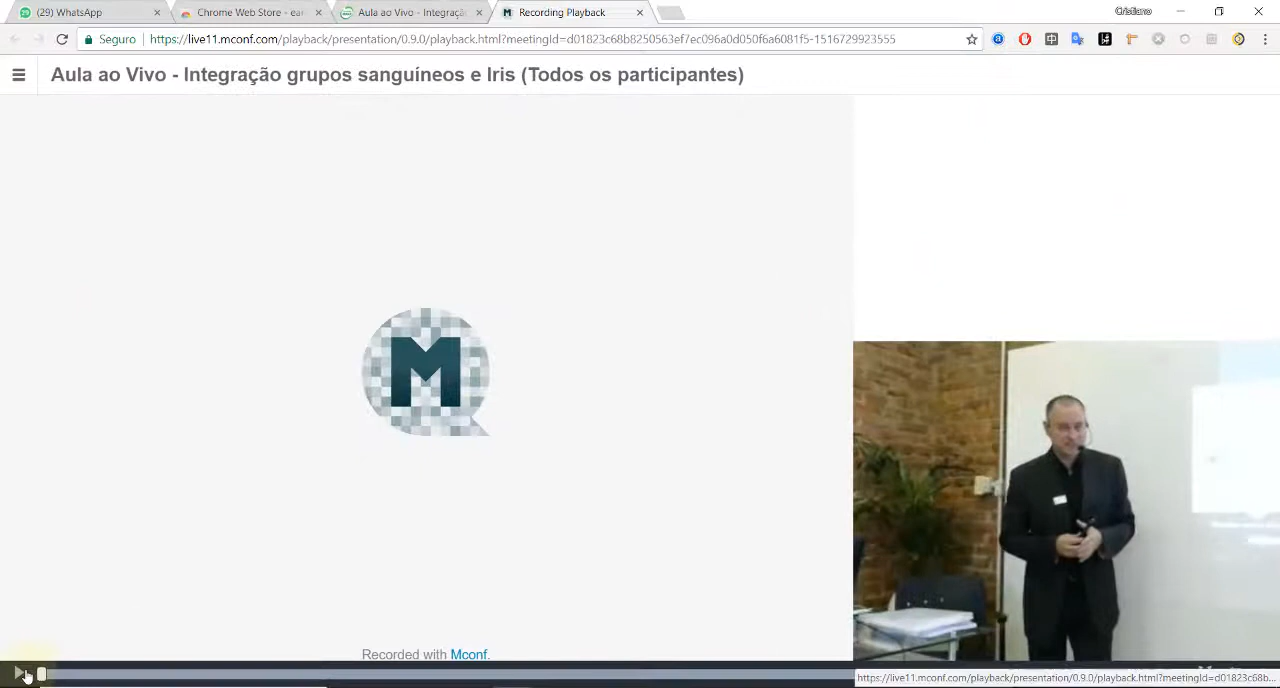 (29) WhatsApp
Chrome Web Store - ear
Aula ao Vivo - Integraçã
Recording Playback
Cristiano
Seguro
https://live11.mconf.com/playback/presentation/0.9.0/playback.html?meetingId=d01823c68b8250563ef7ec096a0d050f6a6081f5-1516729923555
Aula ao Vivo - Integração grupos sanguíneos e Iris (Todos os participantes)
M
Recorded with Mconf.
https://live11.mconf.com/playback/presentation/0.9.0/playback.html?meetingId=d01823c68b...